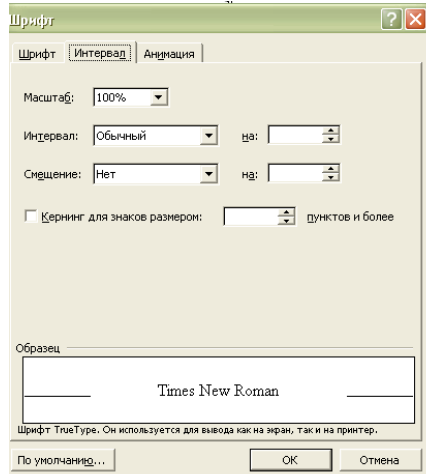 Шрифт
Шрифт Интервал Анимация
Масштаб: 100%
Интервал: Обычный на:
Смещение: Нет на:
Кернинг для знаков размером: пунктов и более
Образец
Times New Roman
Шрифт TrueType. Он используется для вывода как на экран, так и на принтер.
По умолчанию... ОК Отмена